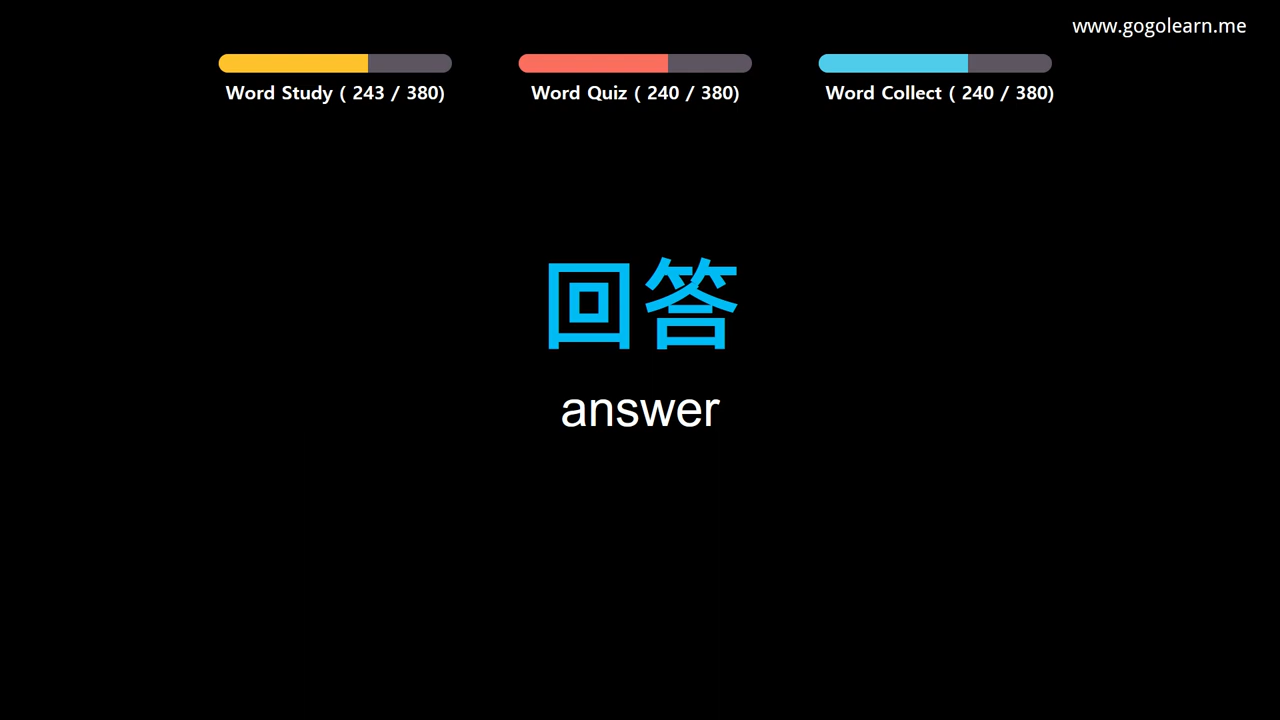 www.gogolearn.me
Word Study ( 243 / 380)
Word Quiz ( 240 / 380)
Word Collect ( 240 / 380)
回答
answer